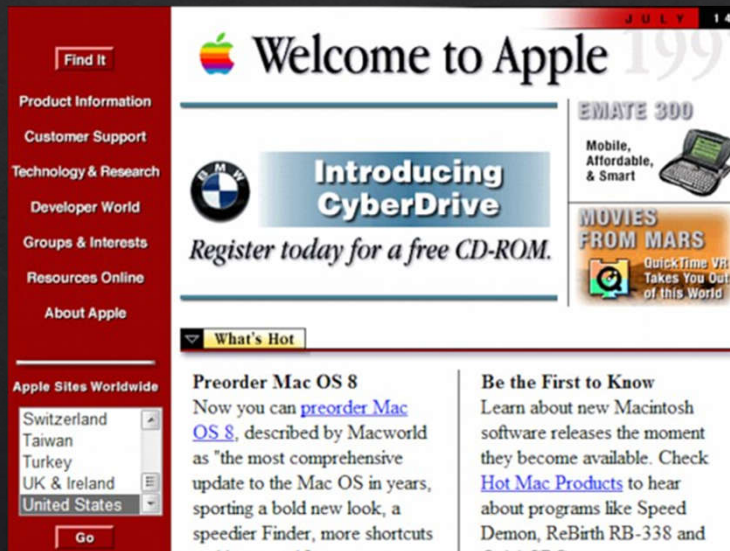 JULY 14
199
Welcome to Apple
Find It
Product Information
Customer Support
Technology & Research
Developer World
Groups & Interests
Resources Online
About Apple
Apple Sites Worldwide
Switzerland
Taiwan
Turkey
UK & Ireland
United States
Go
BMW
Introducing
CyberDrive
Register today for a free CD-ROM.
EMATE 300
Mobile,
Affordable,
& Smart
MOVIES
FROM MARS
QuickTime VR
Takes You Out
of this World
What's Hot
Preorder Mac OS 8
Now you can preorder Mac
OS 8, described by Macworld
as "the most comprehensive
update to the Mac OS in years,
sporting a bold new look, a
speedier Finder, more shortcuts
Be the First to Know
Learn about new Macintosh
software releases the moment
they become available. Check
Hot Mac Products to hear
about programs like Speed
Demon, ReBirth RB-338 and